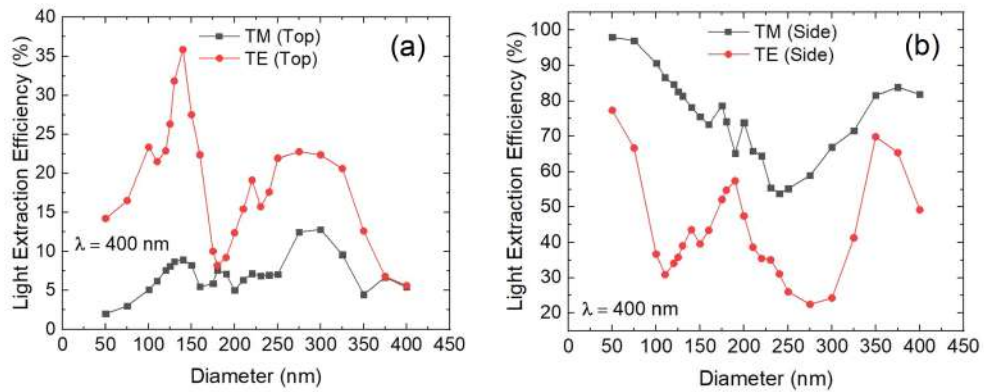 (a)
TM (Top)
TE (Top)
40
35
30
25
20
15
10
5
0
Light Extraction Efficiency (%)
λ = 400 nm
0 50 100 150 200 250 300 350 400 450
Diameter (nm)
(b)
TM (Side)
TE (Side)
100
90
80
70
60
50
40
30
20
Light Extraction Efficiency (%)
λ = 400 nm
0 50 100 150 200 250 300 350 400 450
Diameter (nm)